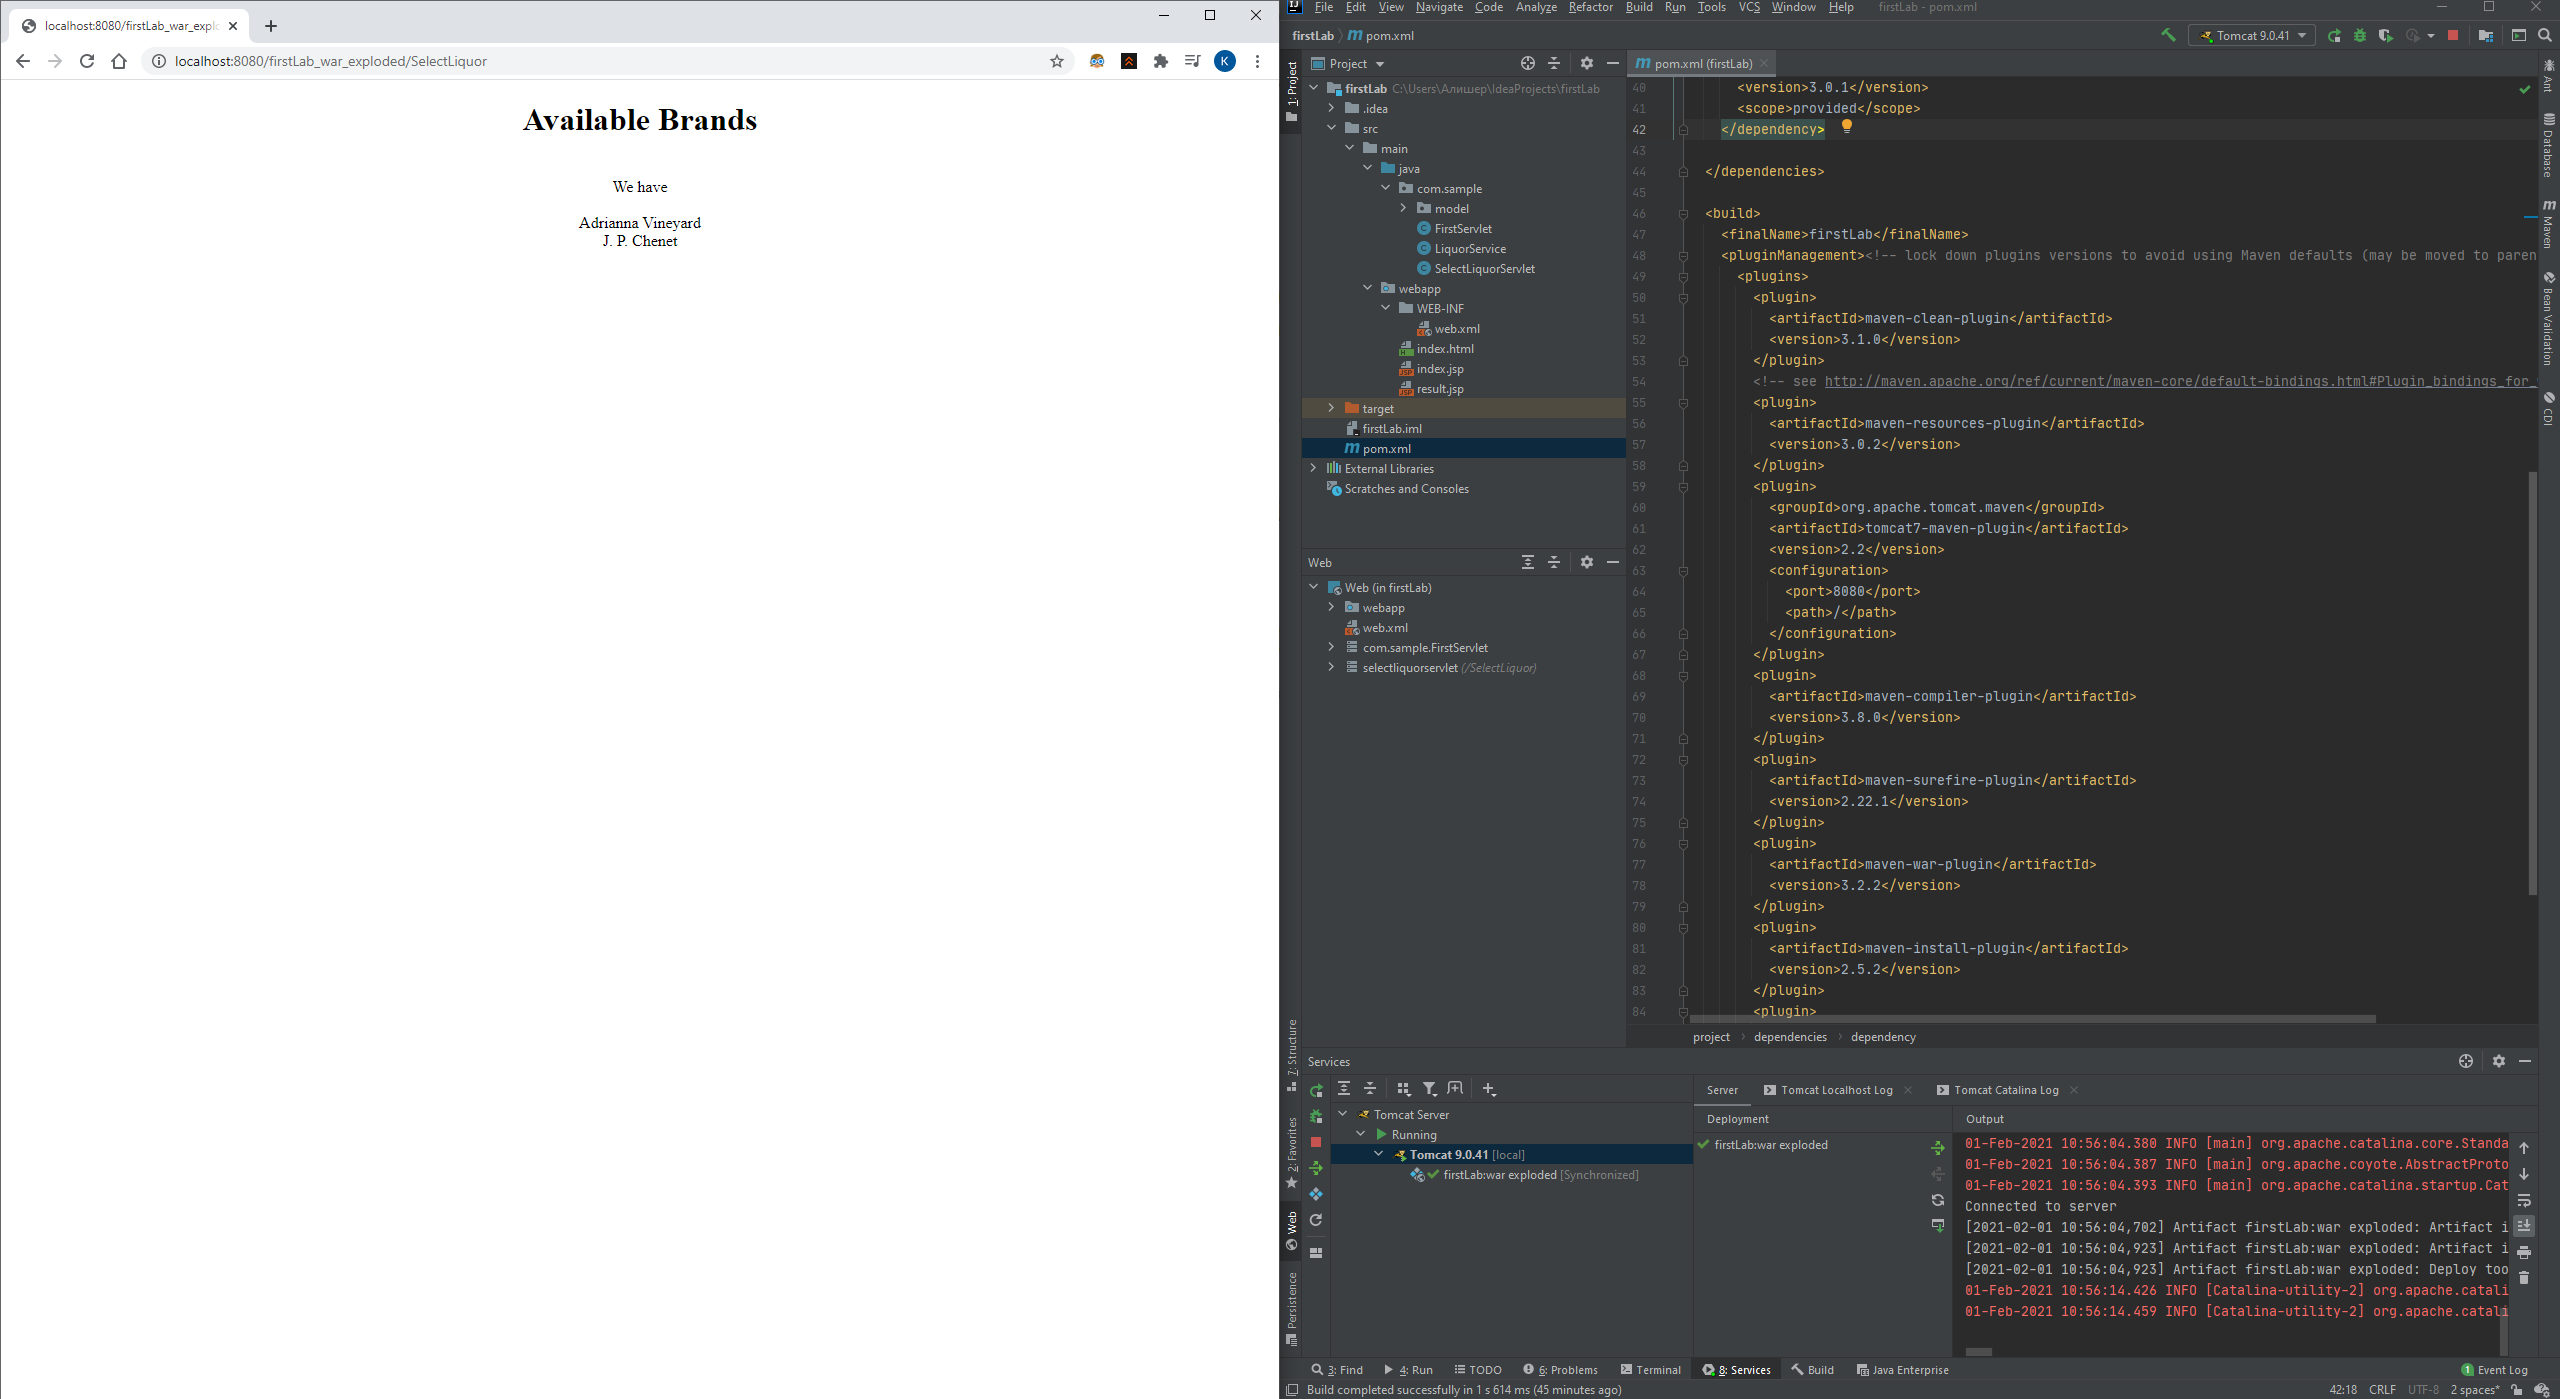 localhost:8080/firstLab_war_explo
localhost:8080/firstLab_war_exploded/SelectLiquor
K
Available Brands
We have
Adrianna Vineyard
J. P. Chenet
File Edit View Navigate Code Analyze Refactor Build Run Tools VCS Window Help firstLab - pom.xml
firstLab pom.xml
Tomcat 9.0.41
1: Project
Project
firstLab C:\Users\Алишер\IdeaProjects\firstLab
.idea
src
main
java
com.sample
model
FirstServlet
LiquorService
SelectLiquorServlet
webapp
WEB-INF
web.xml
index.html
index.jsp
result.jsp
target
firstLab.iml
pom.xml
External Libraries
Scratches and Consoles
Web
Web (in firstLab)
webapp
web.xml
com.sample.FirstServlet
selectliquorservlet (/SelectLiquor)
pom.xml (firstLab)
40 <version>3.0.1</version>
41 <scope>provided</scope>
42 </dependency>
43
44 </dependencies>
45
46 <build>
47 <finalName>firstLab</finalName>
48 <pluginManagement><!-- lock down plugins versions to avoid using Maven defaults (may be moved to paren
49 <plugins>
50 <plugin>
51 <artifactId>maven-clean-plugin</artifactId>
52 <version>3.1.0</version>
53 </plugin>
54 <!-- see http://maven.apache.org/ref/current/maven-core/default-bindings.html#Plugin_bindings_for_
55 <plugin>
56 <artifactId>maven-resources-plugin</artifactId>
57 <version>3.0.2</version>
58 </plugin>
59 <plugin>
60 <groupId>org.apache.tomcat.maven</groupId>
61 <artifactId>tomcat7-maven-plugin</artifactId>
62 <version>2.2</version>
63 <configuration>
64 <port>8080</port>
65 <path>/</path>
66 </configuration>
67 </plugin>
68 <plugin>
69 <artifactId>maven-compiler-plugin</artifactId>
70 <version>3.8.0</version>
71 </plugin>
72 <plugin>
73 <artifactId>maven-surefire-plugin</artifactId>
74 <version>2.22.1</version>
75 </plugin>
76 <plugin>
77 <artifactId>maven-war-plugin</artifactId>
78 <version>3.2.2</version>
79 </plugin>
80 <plugin>
81 <artifactId>maven-install-plugin</artifactId>
82 <version>2.5.2</version>
83 </plugin>
84 <plugin>
project dependencies dependency
Ant
Database
Maven
Bean Validation
CDI
7: Structure
2: Favorites
Web
Persistence
Services
Tomcat Server
Running
Tomcat 9.0.41 [local]
firstLab:war exploded [Synchronized]
Server Tomcat Localhost Log Tomcat Catalina Log
Deployment
firstLab:war exploded
Output
01-Feb-2021 10:56:04.380 INFO [main] org.apache.catalina.core.Standa
01-Feb-2021 10:56:04.387 INFO [main] org.apache.coyote.AbstractProto
01-Feb-2021 10:56:04.393 INFO [main] org.apache.catalina.startup.Cat
Connected to server
[2021-02-01 10:56:04,702] Artifact firstLab:war exploded: Artifact i
[2021-02-01 10:56:04,923] Artifact firstLab:war exploded: Artifact i
[2021-02-01 10:56:04,923] Artifact firstLab:war exploded: Deploy too
01-Feb-2021 10:56:14.426 INFO [Catalina-utility-2] org.apache.catali
01-Feb-2021 10:56:14.459 INFO [Catalina-utility-2] org.apache.catali
3: Find 4: Run TODO 6: Problems Terminal 8: Services Build Java Enterprise 1 Event Log
Build completed successfully in 1 s 614 ms (45 minutes ago) 42:18 CRLF UTF-8 2 spaces*